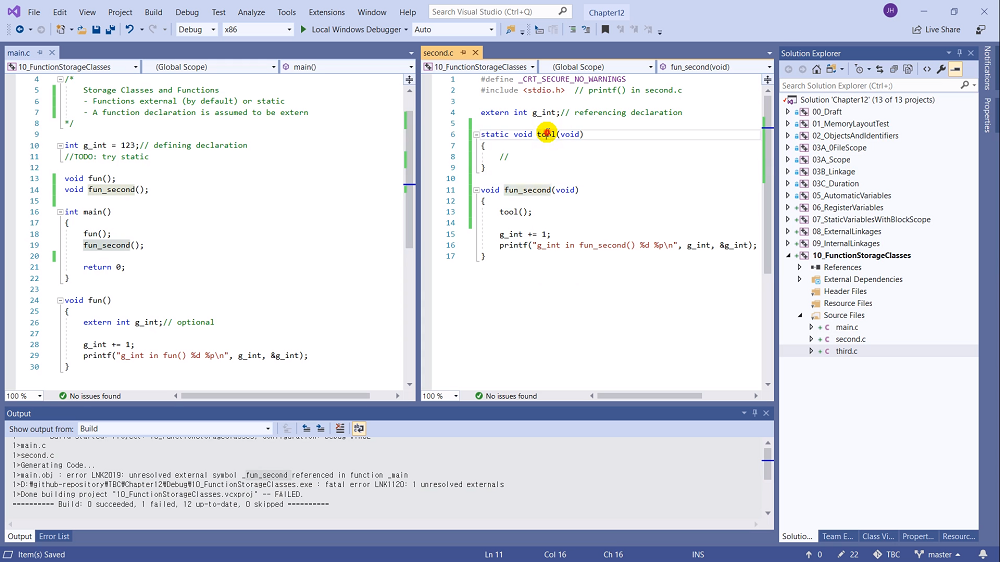 File Edit View Project Build Debug Team Tools Test Analyze Tools Extensions Window Help Search Visual Studio (Ctrl+Q) Chapter12 JH
Debug x86 Local Windows Debugger Auto Live Share
main.c
10_FunctionStorageClasses (Global Scope) main()
4 /*
5 Storage Classes and Functions
6 - Functions external (by default) or static
7 - A function declaration is assumed to be extern
8 */
9
10 int g_int = 123;// defining declaration
11 //TODO: try static
12
13 void fun();
14 void fun_second();
15
16 int main()
17 {
18 fun();
19 fun_second();
20
21 return 0;
22 }
23
24 void fun()
25 {
26 extern int g_int;// optional
27
28 g_int += 1;
29 printf("g_int in fun() %d %p\n", g_int, &g_int);
30 }
100 % No issues found
second.c
10_FunctionStorageClasses (Global Scope) fun_second(void)
1 #define _CRT_SECURE_NO_WARNINGS
2 #include <stdio.h> // printf() in second.c
3
4 extern int g_int;// referencing declaration
5
6 static void tool(void)
7 {
8 //
9 }
10
11 void fun_second(void)
12 {
13 tool();
14
15 g_int += 1;
16 printf("g_int in fun_second() %d %p\n", g_int, &g_int);
17 }
100 % No issues found
Solution Explorer
Search Solution Explorer (Ctrl+;)
Solution 'Chapter12' (13 of 13 projects)
00_Draft
01_MemoryLayoutTest
02_ObjectsAndIdentifiers
03A_0FileScope
03A_Scope
03B_Linkage
03C_Duration
05_AutomaticVariables
06_RegisterVariables
07_StaticVariablesWithBlockScope
08_ExternalLinkages
09_InternalLinkages
10_FunctionStorageClasses
References
External Dependencies
Header Files
Resource Files
Source Files
main.c
second.c
third.c
Solutio... Team E... Class Vi... Propert... Resourc...
Notifications
Properties
Output
Show output from: Build
1>main.c
1>second.c
1>Generating Code...
1>main.obj : error LNK2019: unresolved external symbol _fun_second referenced in function _main
1>D:₩github-repository₩TBC₩Chapter12₩Debug₩10_FunctionStorageClasses.exe : fatal error LNK1120: 1 unresolved externals
1>Done building project "10_FunctionStorageClasses.vcxproj" -- FAILED.
========== Build: 0 succeeded, 1 failed, 12 up-to-date, 0 skipped ==========
Output Error List
Item(s) Saved Ln 11 Col 16 Ch 16 INS 0 22 TBC master